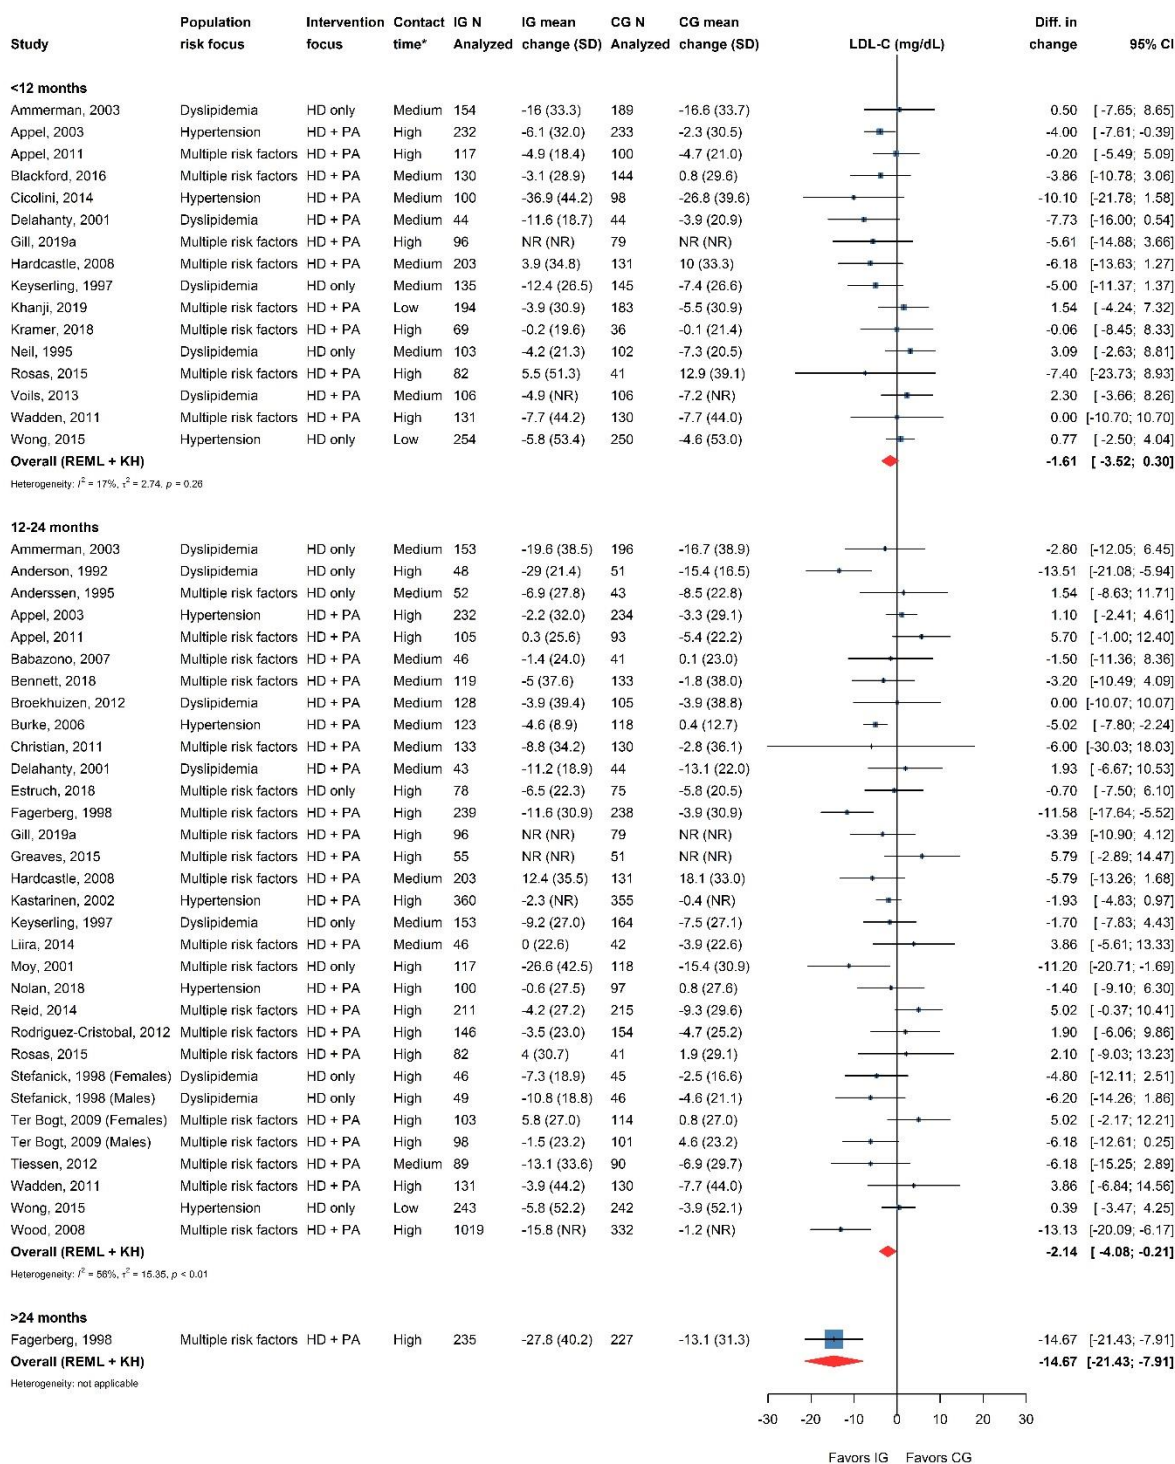 Population Intervention Contact IG N IG mean CG N CG mean Diff. in
Study risk focus focus time* Analyzed change (SD) Analyzed change (SD) LDL-C (mg/dL) change 95% CI
<12 months
Ammerman, 2003 Dyslipidemia HD only Medium 154 -16 (33.3) 189 -16.6 (33.7) 0.50 [ -7.65; 8.65]
Appel, 2003 Hypertension HD + PA High 232 -6.1 (32.0) 233 -2.3 (30.5) -4.00 [ -7.61; -0.39]
Appel, 2011 Multiple risk factors HD + PA High 117 -4.9 (18.4) 100 -4.7 (21.0) -0.20 [ -5.49; 5.09]
Blackford, 2016 Multiple risk factors HD + PA Medium 130 -3.1 (28.9) 144 0.8 (29.6) -3.86 [-10.78; 3.06]
Cicolini, 2014 Hypertension HD + PA Medium 100 -36.9 (44.2) 98 -26.8 (39.6) -10.10 [-21.78; 1.58]
Delahanty, 2001 Dyslipidemia HD + PA Medium 44 -11.6 (18.7) 44 -3.9 (20.9) -7.73 [-16.00; 0.54]
Gill, 2019a Multiple risk factors HD + PA High 96 NR (NR) 79 NR (NR) -5.61 [-14.88; 3.66]
Hardcastle, 2008 Multiple risk factors HD + PA Medium 203 3.9 (34.8) 131 10 (33.3) -6.18 [-13.63; 1.27]
Keyserling, 1997 Dyslipidemia HD only Medium 135 -12.4 (26.5) 145 -7.4 (26.6) -5.00 [-11.37; 1.37]
Khanji, 2019 Multiple risk factors HD + PA Low 194 -3.9 (30.9) 183 -5.5 (30.9) 1.54 [ -4.24; 7.32]
Kramer, 2018 Multiple risk factors HD + PA High 69 -0.2 (19.6) 36 -0.1 (21.4) -0.06 [ -8.45; 8.33]
Neil, 1995 Dyslipidemia HD only Medium 103 -4.2 (21.3) 102 -7.3 (20.5) 3.09 [ -2.63; 8.81]
Rosas, 2015 Multiple risk factors HD + PA High 82 5.5 (51.3) 41 12.9 (39.1) -7.40 [-23.73; 8.93]
Voils, 2013 Dyslipidemia HD + PA Medium 106 -4.9 (NR) 106 -7.2 (NR) 2.30 [ -3.66; 8.26]
Wadden, 2011 Multiple risk factors HD + PA High 131 -7.7 (44.2) 130 -7.7 (44.0) 0.00 [-10.70; 10.70]
Wong, 2015 Hypertension HD only Low 254 -5.8 (53.4) 250 -4.6 (53.0) 0.77 [ -2.50; 4.04]
Overall (REML + KH) -1.61 [ -3.52; 0.30]
Heterogeneity: I² = 17%, τ² = 2.74, p = 0.26
12-24 months
Ammerman, 2003 Dyslipidemia HD only Medium 153 -19.6 (38.5) 196 -16.7 (38.9) -2.80 [-12.05; 6.45]
Anderson, 1992 Dyslipidemia HD only High 48 -29 (21.4) 51 -15.4 (16.5) -13.51 [-21.08; -5.94]
Anderssen, 1995 Multiple risk factors HD only Medium 52 -6.9 (27.8) 43 -8.5 (22.8) 1.54 [ -8.63; 11.71]
Appel, 2003 Hypertension HD + PA High 232 -2.2 (32.0) 234 -3.3 (29.1) 1.10 [ -2.41; 4.61]
Appel, 2011 Multiple risk factors HD + PA High 105 0.3 (25.6) 93 -5.4 (22.2) 5.70 [ -1.00; 12.40]
Babazono, 2007 Multiple risk factors HD + PA Medium 46 -1.4 (24.0) 41 0.1 (23.0) -1.50 [-11.36; 8.36]
Bennett, 2018 Multiple risk factors HD + PA Medium 119 -5 (37.6) 133 -1.8 (38.0) -3.20 [-10.49; 4.09]
Broekhuizen, 2012 Dyslipidemia HD + PA Medium 128 -3.9 (39.4) 105 -3.9 (38.8) 0.00 [-10.07; 10.07]
Burke, 2006 Hypertension HD + PA Medium 123 -4.6 (8.9) 118 0.4 (12.7) -5.02 [ -7.80; -2.24]
Christian, 2011 Multiple risk factors HD + PA Medium 133 -8.8 (34.2) 130 -2.8 (36.1) -6.00 [-30.03; 18.03]
Delahanty, 2001 Dyslipidemia HD + PA Medium 43 -11.2 (18.9) 44 -13.1 (22.0) 1.93 [ -6.67; 10.53]
Estruch, 2018 Multiple risk factors HD only High 78 -6.5 (22.3) 75 -5.8 (20.5) -0.70 [ -7.50; 6.10]
Fagerberg, 1998 Multiple risk factors HD + PA High 239 -11.6 (30.9) 238 -3.9 (30.9) -11.58 [-17.64; -5.52]
Gill, 2019a Multiple risk factors HD + PA High 96 NR (NR) 79 NR (NR) -3.39 [-10.90; 4.12]
Greaves, 2015 Multiple risk factors HD + PA High 55 NR (NR) 51 NR (NR) 5.79 [ -2.89; 14.47]
Hardcastle, 2008 Multiple risk factors HD + PA Medium 203 12.4 (35.5) 131 18.1 (33.0) -5.79 [-13.26; 1.68]
Kastarinen, 2002 Hypertension HD + PA High 360 -2.3 (NR) 355 -0.4 (NR) -1.93 [ -4.83; 0.97]
Keyserling, 1997 Dyslipidemia HD only Medium 153 -9.2 (27.0) 164 -7.5 (27.1) -1.70 [ -7.83; 4.43]
Liira, 2014 Multiple risk factors HD + PA Medium 46 0 (22.6) 42 -3.9 (22.6) 3.86 [ -5.61; 13.33]
Moy, 2001 Multiple risk factors HD only High 117 -26.6 (42.5) 118 -15.4 (30.9) -11.20 [-20.71; -1.69]
Nolan, 2018 Hypertension HD + PA High 100 -0.6 (27.5) 97 0.8 (27.6) -1.40 [ -9.10; 6.30]
Reid, 2014 Multiple risk factors HD + PA High 211 -4.2 (27.2) 215 -9.3 (29.6) 5.02 [ -0.37; 10.41]
Rodriguez-Cristobal, 2012 Multiple risk factors HD + PA High 146 -3.5 (23.0) 154 -4.7 (25.2) 1.90 [ -6.06; 9.86]
Rosas, 2015 Multiple risk factors HD + PA High 82 4 (30.7) 41 1.9 (29.1) 2.10 [ -9.03; 13.23]
Stefanick, 1998 (Females) Dyslipidemia HD only High 46 -7.3 (18.9) 45 -2.5 (16.6) -4.80 [-12.11; 2.51]
Stefanick, 1998 (Males) Dyslipidemia HD only High 49 -10.8 (18.8) 46 -4.6 (21.1) -6.20 [-14.26; 1.86]
Ter Bogt, 2009 (Females) Multiple risk factors HD + PA High 103 5.8 (27.0) 114 0.8 (27.0) 5.02 [ -2.17; 12.21]
Ter Bogt, 2009 (Males) Multiple risk factors HD + PA High 98 -1.5 (23.2) 101 4.6 (23.2) -6.18 [-12.61; 0.25]
Tiessen, 2012 Multiple risk factors HD + PA Medium 89 -13.1 (33.6) 90 -6.9 (29.7) -6.18 [-15.25; 2.89]
Wadden, 2011 Multiple risk factors HD + PA High 131 -3.9 (44.2) 130 -7.7 (44.0) 3.86 [ -6.84; 14.56]
Wong, 2015 Hypertension HD only Low 243 -5.8 (52.2) 242 -3.9 (52.1) 0.39 [ -3.47; 4.25]
Wood, 2008 Multiple risk factors HD + PA High 1019 -15.8 (NR) 332 -1.2 (NR) -13.13 [-20.09; -6.17]
Overall (REML + KH) -2.14 [ -4.08; -0.21]
Heterogeneity: I² = 56%, τ² = 15.35, p < 0.01
>24 months
Fagerberg, 1998 Multiple risk factors HD + PA High 235 -27.8 (40.2) 227 -13.1 (31.3) -14.67 [-21.43; -7.91]
Overall (REML + KH) -14.67 [-21.43; -7.91]
Heterogeneity: not applicable
-30 -20 -10 0 10 20 30
Favors IG Favors CG